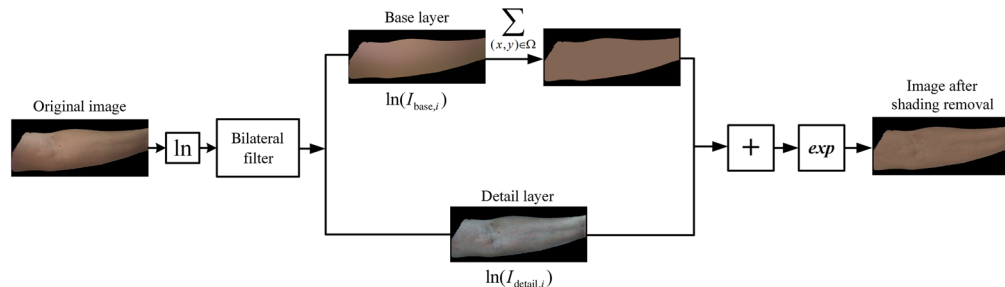 Original image
ln
Bilateral
filter
Base layer
ln(I_base,i)
∑
(x,y)∈Ω
Detail layer
ln(I_detail,i)
+
exp
Image after
shading removal